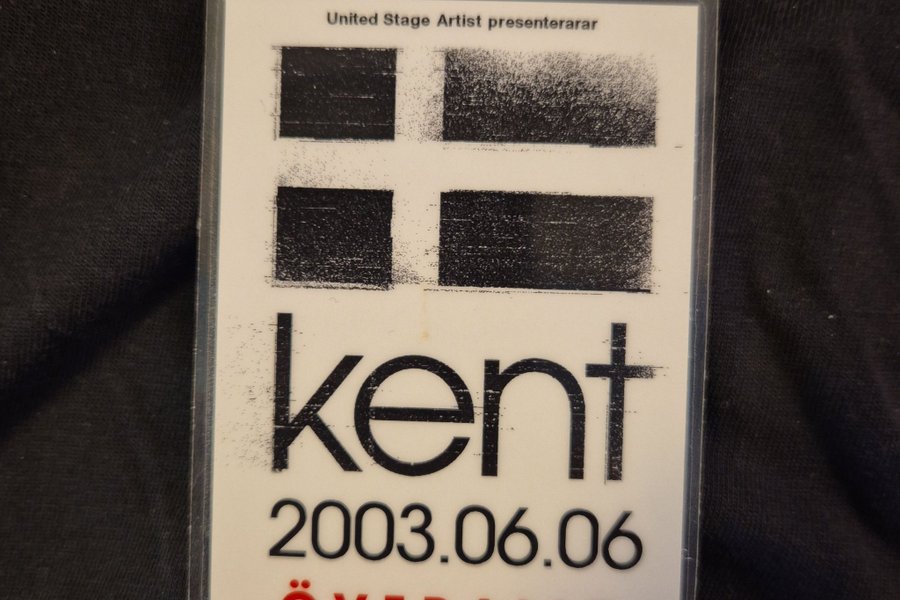 United Stage Artist presenterarar
kent
2003.06.06